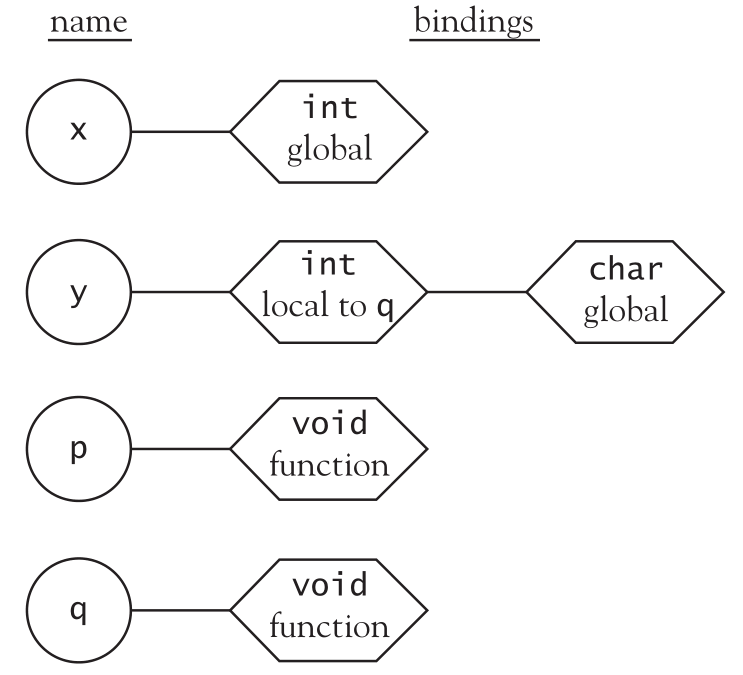 name bindings
x int
global
y int char
local to q global
p void
function
q void
function